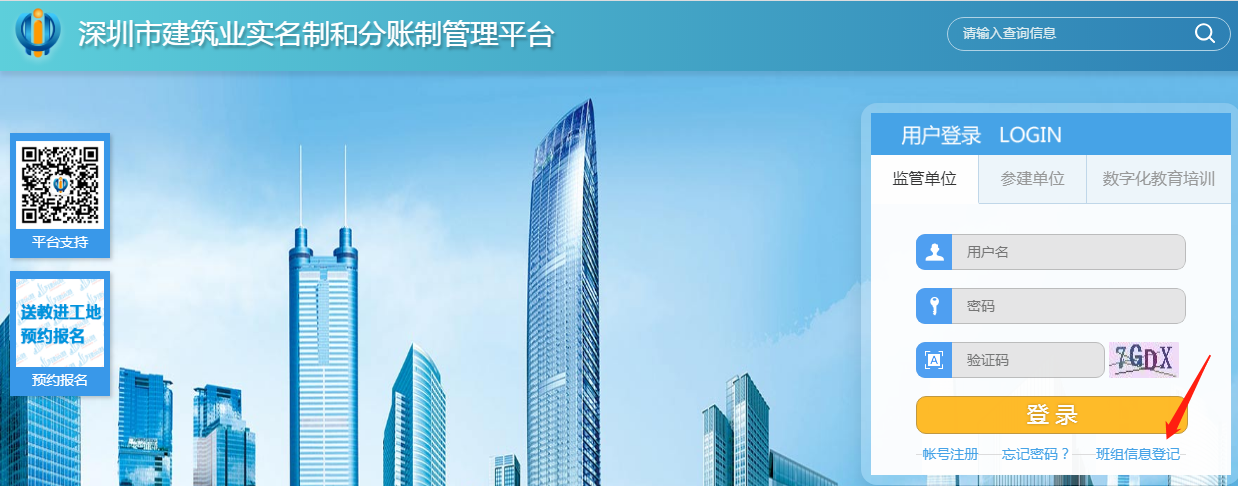 深圳市建筑业实名制和分账制管理平台
请输入查询信息
平台支持
送教进工地
预约报名
预约报名
用户登录 LOGIN
监管单位 参建单位 数字化教育培训
用户名
密码
验证码 7GDX
登录
帐号注册 忘记密码？ 班组信息登记